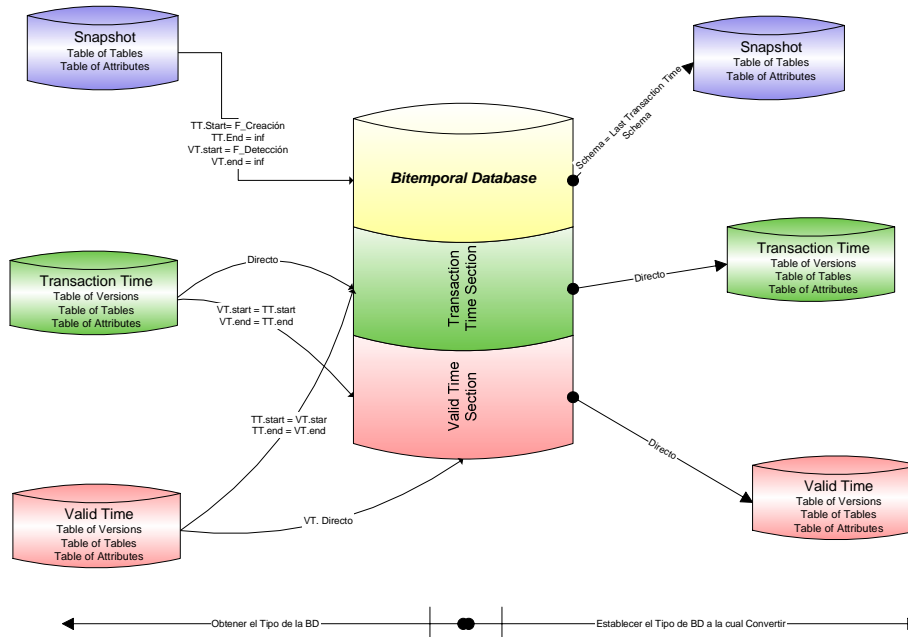 Snapshot
Table of Tables
Table of Attributes
Snapshot
Table of Tables
Table of Attributes
TT.Start= F_Creación
TT.End = inf
VT.start = F_Detección
VT.end = inf
Schema = Last Transaction Time
Schema
Bitemporal Database
Transaction Time
Table of Versions
Table of Tables
Table of Attributes
Directo
VT.start = TT.start
VT.end = TT.end
Transaction
Time Section
Directo
Transaction Time
Table of Versions
Table of Tables
Table of Attributes
Valid Time
Section
TT.start = VT.star
TT.end = VT.end
Directo
Valid Time
Table of Versions
Table of Tables
Table of Attributes
VT. Directo
Valid Time
Table of Versions
Table of Tables
Table of Attributes
Obtener el Tipo de la BD
Establecer el Tipo de BD a la cual Convertir